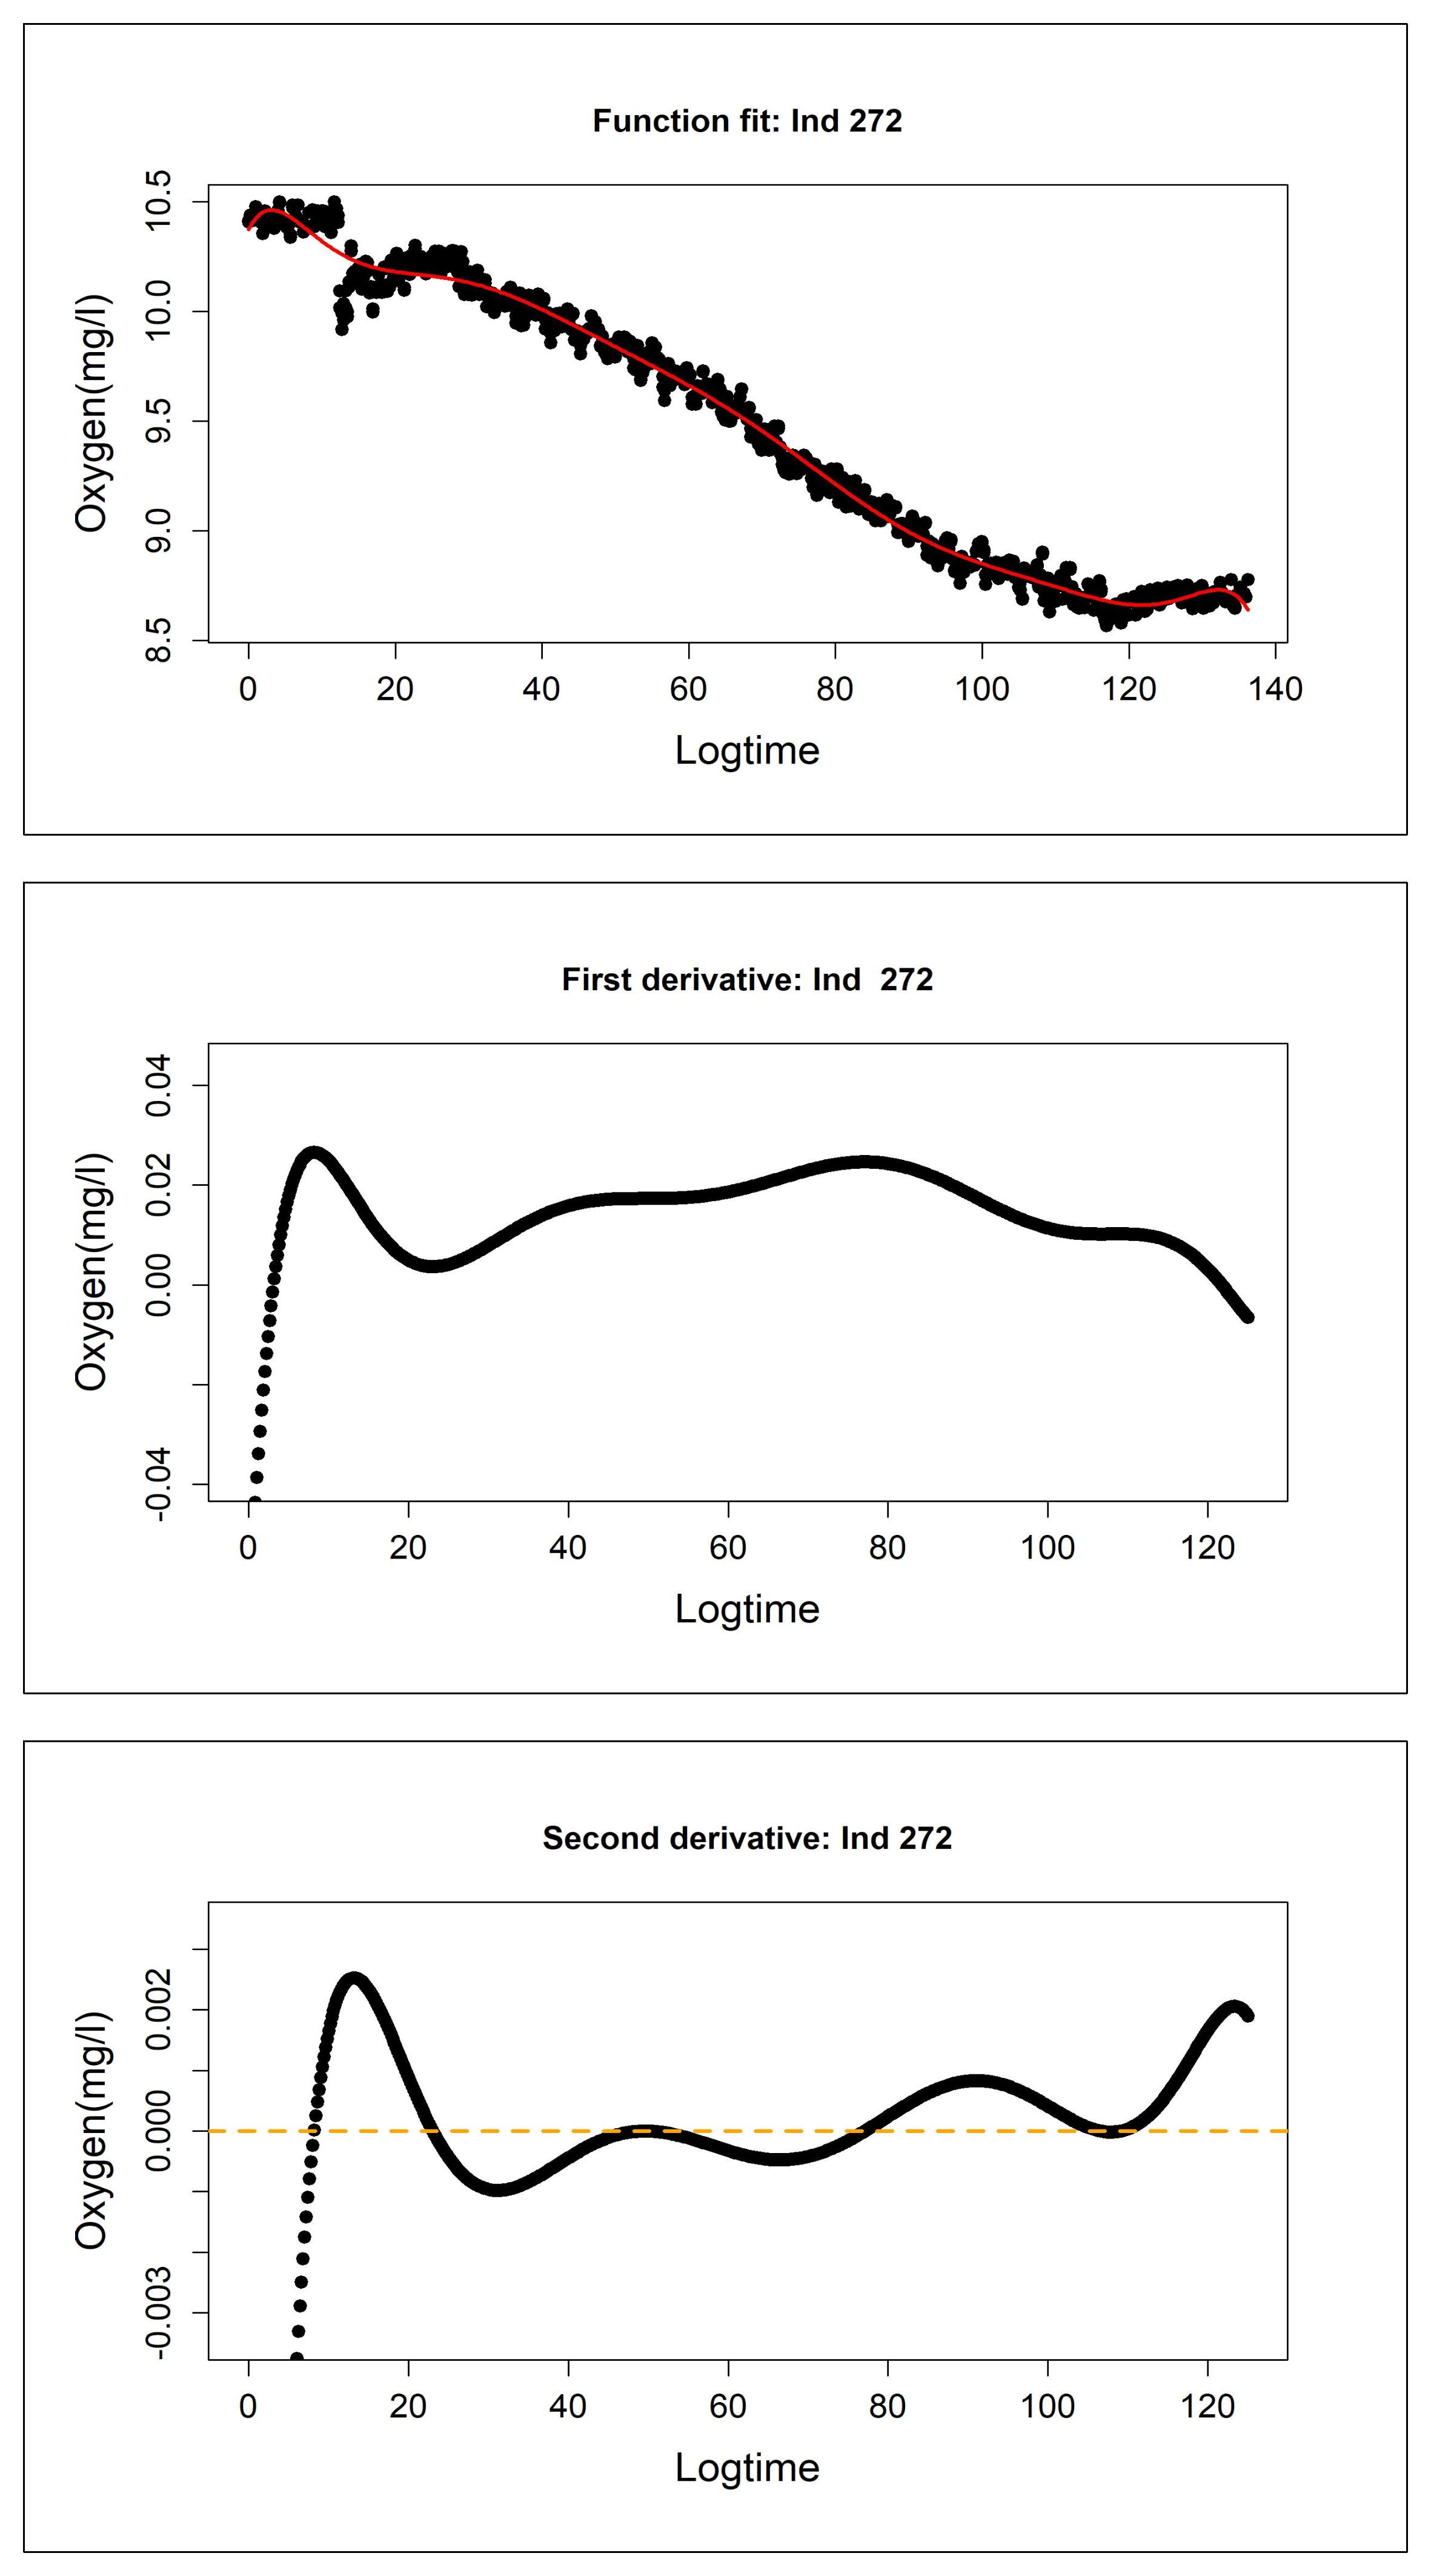 Function fit: Ind 272
Oxygen(mg/l)
10.5
10.0
9.5
9.0
8.5
0 20 40 60 80 100 120 140
Logtime
First derivative: Ind  272
Oxygen(mg/l)
0.04
0.02
0.00
-0.04
0 20 40 60 80 100 120
Logtime
Second derivative: Ind 272
Oxygen(mg/l)
0.002
0.000
-0.003
0 20 40 60 80 100 120
Logtime